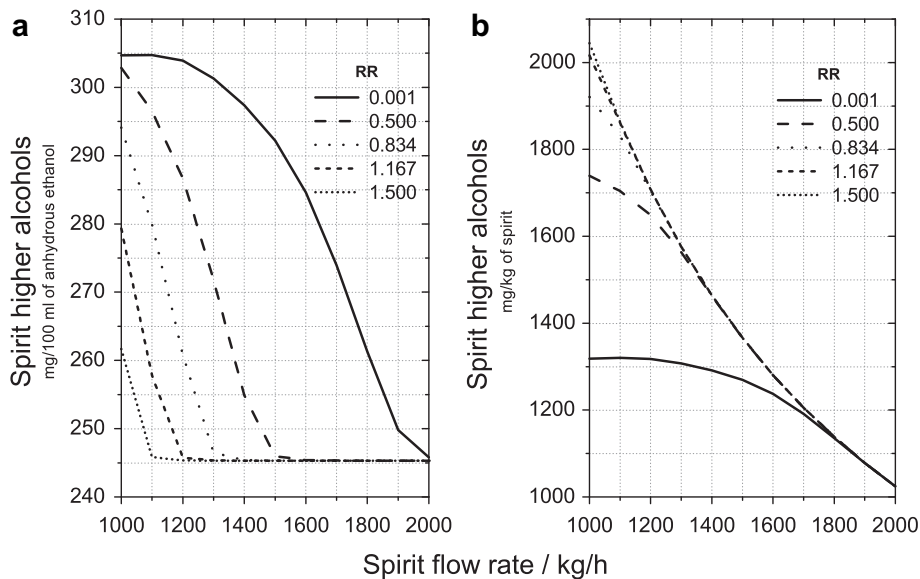 a
Spirit higher alcohols
mg/100 ml of anhydrous ethanol
310
300
290
280
270
260
250
240
1000 1200 1400 1600 1800 2000
RR
0.001
0.500
0.834
1.167
1.500
b
Spirit higher alcohols
mg/kg of spirit
2000
1800
1600
1400
1200
1000
1000 1200 1400 1600 1800 2000
RR
0.001
0.500
0.834
1.167
1.500
Spirit flow rate / kg/h